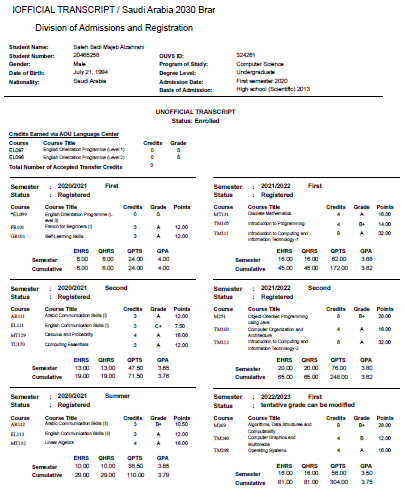 IOFFICIAL TRANSCRIPT / Saudi Arabia 2030 Brar
Division of Admissions and Registration
Student Name: Saleh Sadi Majeb Alzahrani
Student Number: 20465258 OUVS ID: 324261
Gender: Male Program of Study: Computer Science
Date of Birth: July 21, 1994 Degree Level: Undergraduate
Nationality: Saudi Arabia Admission Date: First semester 2020
Basis of Admission: High school (Scientific) 2013
UNOFFICIAL TRANSCRIPT
Status: Enrolled
Credits Earned via AOU Language Center
Course Course Title Credits Grade
EL097 English Orientation Programme (Level 1) 0 S
EL098 English Orientation Programme (Level 2) 0 S
Total Number of Accepted Transfer Credits 0
Semester : 2020/2021 First
Status : Registered
Course Course Title Credits Grade Points
*EL099 English Orientation Programme (L
evel 3) 0 S
FR101 French for Beginners (I) 3 A 12.00
GR101 Self-Learning Skills 3 A 12.00
EHRS QHRS QPTS GPA
Semester 6.00 6.00 24.00 4.00
Cumulative 6.00 6.00 24.00 4.00
Semester : 2020/2021 Second
Status : Registered
Course Course Title Credits Grade Points
AR111 Arabic Communication Skills (I) 3 A 12.00
EL111 English Communication Skills (I) 3 C+ 7.50
MT129 Calculus and Probability 4 A 16.00
TU170 Computing Essentials 3 A 12.00
EHRS QHRS QPTS GPA
Semester 13.00 13.00 47.50 3.65
Cumulative 19.00 19.00 71.50 3.76
Semester : 2020/2021 Summer
Status : Registered
Course Course Title Credits Grade Points
AR112 Arabic Communication Skills (II) 3 B+ 10.50
EL112 English Communication Skills (II) 3 A 12.00
MT132 Linear Algebra 4 A 16.00
EHRS QHRS QPTS GPA
Semester 10.00 10.00 38.50 3.85
Cumulative 29.00 29.00 110.00 3.79
Semester : 2021/2022 First
Status : Registered
Course Course Title Credits Grade Points
MT131 Discrete Mathematics 4 A 16.00
TM105 Introduction to Programming 4 B+ 14.00
TM111 Introduction to Computing and
Information Technology-1 8 A 32.00
EHRS QHRS QPTS GPA
Semester 16.00 16.00 62.00 3.88
Cumulative 45.00 45.00 172.00 3.82
Semester : 2021/2022 Second
Status : Registered
Course Course Title Credits Grade Points
M251 Object-Oriented Programming
using Java 8 B+ 28.00
TM103 Computer Organization and
Architecture 4 A 16.00
TM112 Introduction to Computing and
Information Technology-2 8 A 32.00
EHRS QHRS QPTS GPA
Semester 20.00 20.00 76.00 3.80
Cumulative 65.00 65.00 248.00 3.82
Semester : 2022/2023 First
Status : tentative grade can be modified
Course Course Title Credits Grade Points
M269 Algorithms, Data Structures and
Computability 8 B+ 28.00
TM240 Computer Graphics and
Multimedia 4 B 12.00
TM298 Operating Systems 4 A 16.00
EHRS QHRS QPTS GPA
Semester 16.00 16.00 56.00 3.50
Cumulative 81.00 81.00 304.00 3.75